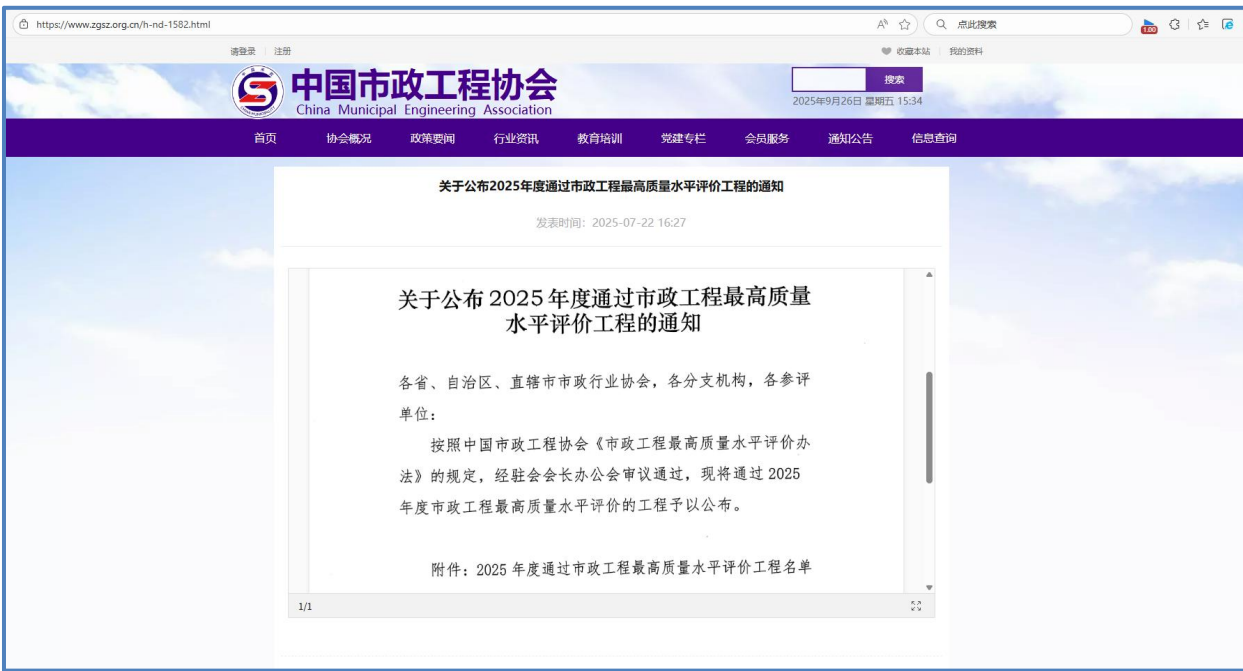 https://www.zgsz.org.cn/h-nd-1582.html
点此搜索
1.00
请登录 注册
收藏本站 我的资料
中国市政工程协会
China Municipal Engineering Association
搜索
2025年9月26日 星期五 15:34
首页 协会概况 政策要闻 行业资讯 教育培训 党建专栏 会员服务 通知公告 信息查询
关于公布2025年度通过市政工程最高质量水平评价工程的通知
发表时间：2025-07-22 16:27
关于公布 2025 年度通过市政工程最高质量
水平评价工程的通知
各省、自治区、直辖市市政行业协会，各分支机构，各参评
单位：
按照中国市政工程协会《市政工程最高质量水平评价办
法》的规定，经驻会会长办公会审议通过，现将通过 2025
年度市政工程最高质量水平评价的工程予以公布。
附件：2025 年度通过市政工程最高质量水平评价工程名单
1/1